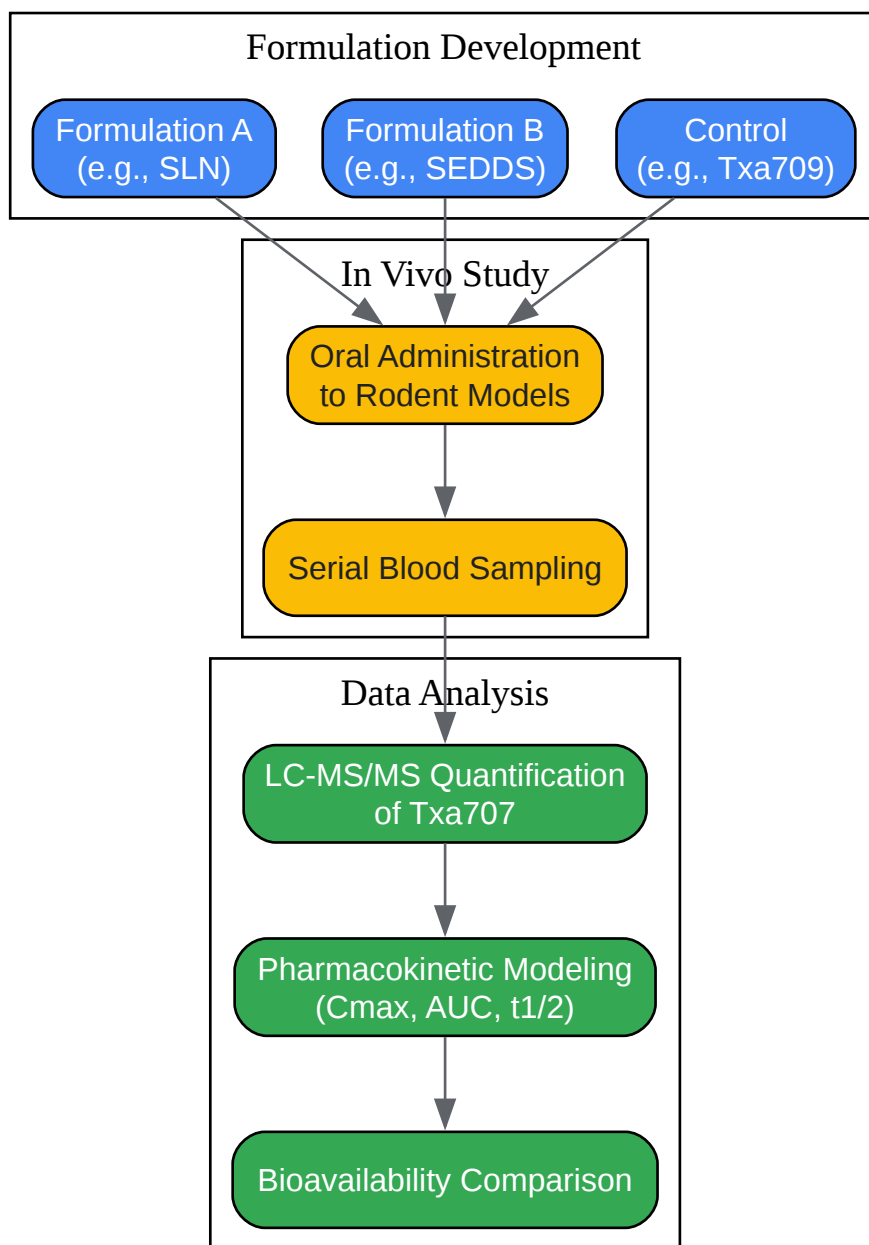 Formulation Development
Formulation A
(e.g., SLN)
Formulation B
(e.g., SEDDS)
Control
(e.g., Txa709)
In Vivo Study
Oral Administration
to Rodent Models
Serial Blood Sampling
Data Analysis
LC-MS/MS Quantification
of Txa707
Pharmacokinetic Modeling
(Cmax, AUC, t1/2)
Bioavailability Comparison